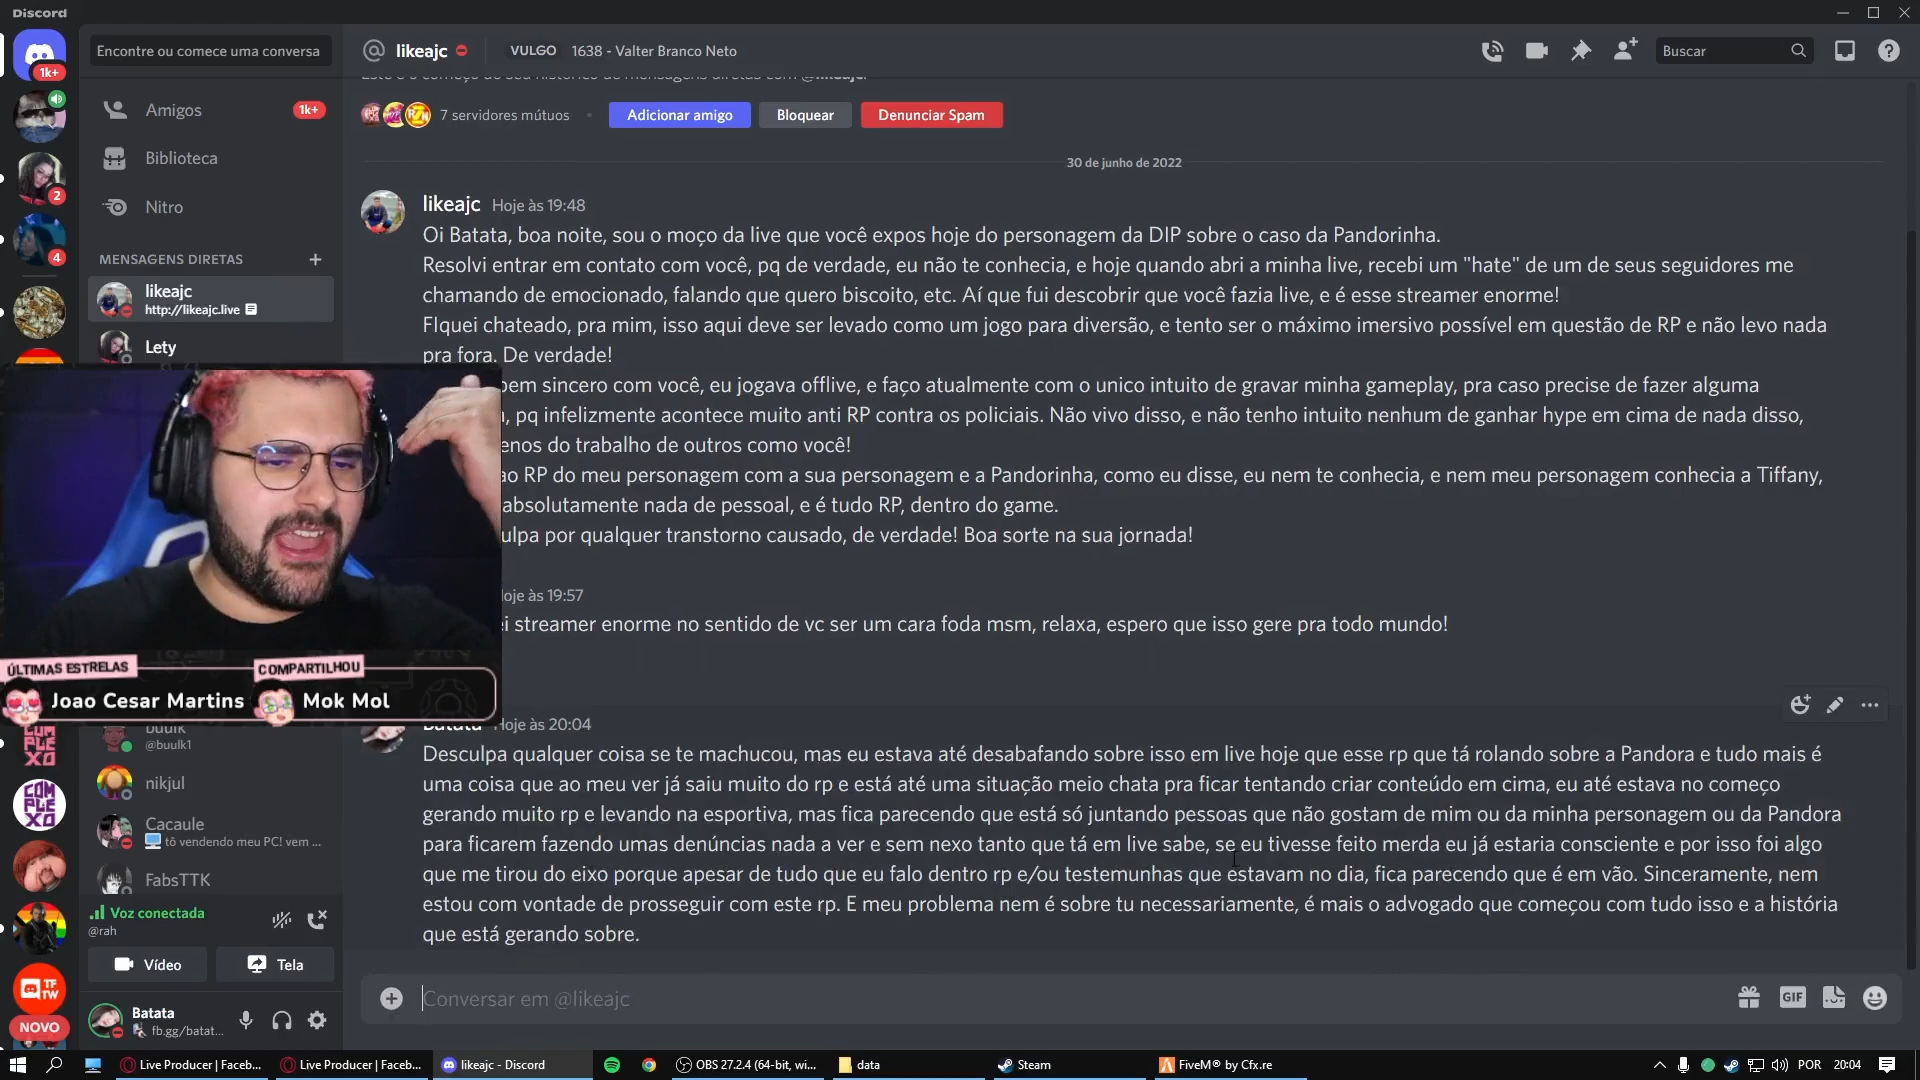 Discord
Encontre ou comece uma conversa
likeajc
VULGO 1638 - Valter Branco Neto
Buscar
1k+
Amigos
1k+
7 servidores mútuos
Adicionar amigo
Bloquear
Denunciar Spam
Biblioteca
30 de junho de 2022
2
Nitro
4
MENSAGENS DIRETAS
likeajc
http://likeajc.live
Lety
likeajc Hoje às 19:48
Oi Batata, boa noite, sou o moço da live que você expos hoje do personagem da DIP sobre o caso da Pandorinha.
Resolvi entrar em contato com você, pq de verdade, eu não te conhecia, e hoje quando abri a minha live, recebi um "hate" de um de seus seguidores me
chamando de emocionado, falando que quero biscoito, etc. Aí que fui descobrir que você fazia live, e é esse streamer enorme!
FIquei chateado, pra mim, isso aqui deve ser levado como um jogo para diversão, e tento ser o máximo imersivo possível em questão de RP e não levo nada
pra fora. De verdade!
bem sincero com você, eu jogava offlive, e faço atualmente com o unico intuito de gravar minha gameplay, pra caso precise de fazer alguma
, pq infelizmente acontece muito anti RP contra os policiais. Não vivo disso, e não tenho intuito nenhum de ganhar hype em cima de nada disso,
enos do trabalho de outros como você!
ao RP do meu personagem com a sua personagem e a Pandorinha, como eu disse, eu nem te conhecia, e nem meu personagem conhecia a Tiffany,
absolutamente nada de pessoal, e é tudo RP, dentro do game.
ulpa por qualquer transtorno causado, de verdade! Boa sorte na sua jornada!
oje às 19:57
ei streamer enorme no sentido de vc ser um cara foda msm, relaxa, espero que isso gere pra todo mundo!
ÚLTIMAS ESTRELAS
COMPARTILHOU
Joao Cesar Martins
Mok Mol
Batata Hoje às 20:04
Desculpa qualquer coisa se te machucou, mas eu estava até desabafando sobre isso em live hoje que esse rp que tá rolando sobre a Pandora e tudo mais é
uma coisa que ao meu ver já saiu muito do rp e está até uma situação meio chata pra ficar tentando criar conteúdo em cima, eu até estava no começo
gerando muito rp e levando na esportiva, mas fica parecendo que está só juntando pessoas que não gostam de mim ou da minha personagem ou da Pandora
para ficarem fazendo umas denúncias nada a ver e sem nexo tanto que tá em live sabe, se eu tivesse feito merda eu já estaria consciente e por isso foi algo
que me tirou do eixo porque apesar de tudo que eu falo dentro rp e/ou testemunhas que estavam no dia, fica parecendo que é em vão. Sinceramente, nem
estou com vontade de prosseguir com este rp. E meu problema nem é sobre tu necessariamente, é mais o advogado que começou com tudo isso e a história
que está gerando sobre.
buulk
@buulk1
nikjul
Cacaule
tô vendendo meu PC! vem ...
FabsTTK
COMPLEXO
COMPLEXO
Voz conectada
@rah
Vídeo
Tela
TF
TW
NOVO
Batata
fb.gg/batat...
Conversar em @likeajc
GIF
Live Producer | Faceb...
Live Producer | Faceb...
likeajc - Discord
OBS 27.2.4 (64-bit, wi...
data
Steam
FiveM® by Cfx.re
POR
20:04